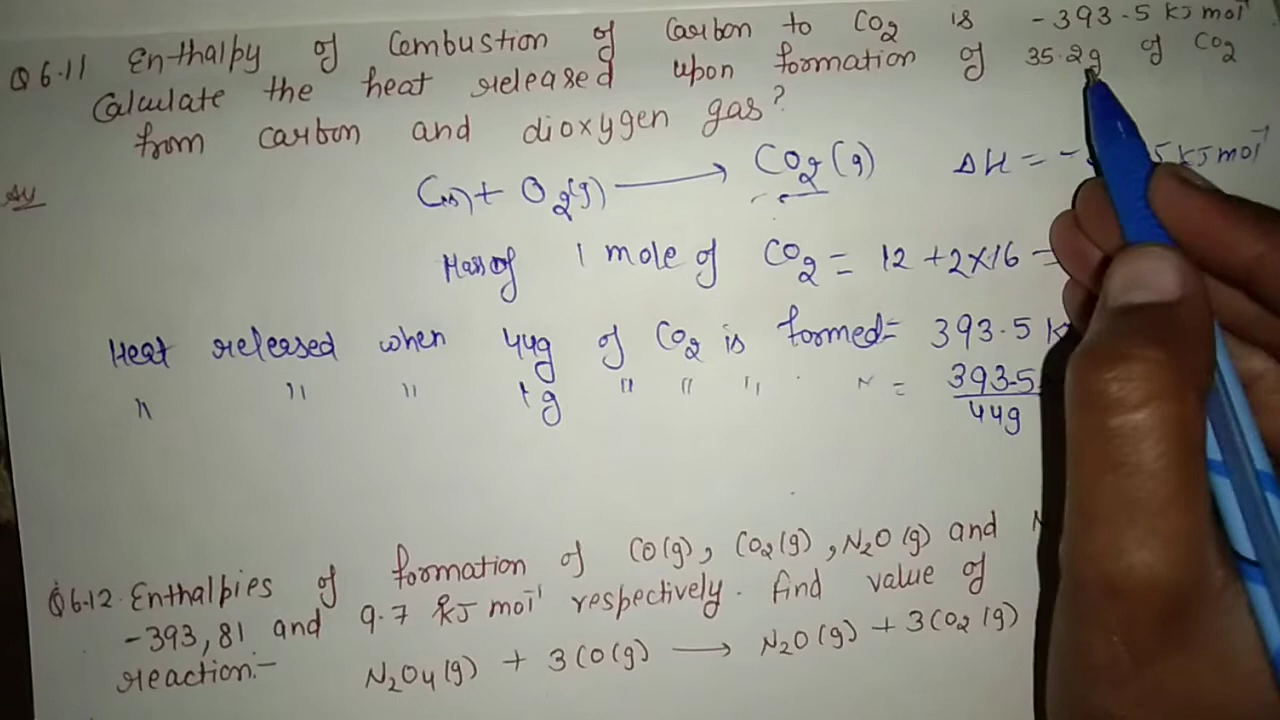 Q 6.11 Enthalpy of Combustion of Carbon to CO₂ is -393.5 kJ mol⁻¹
Calculate the heat released upon formation of 35.2g of CO₂
from carbon and dioxygen gas?
C(s) + O₂(g) ⟶ CO₂(g) ΔH = - 5 kJ mol⁻¹
Mass of 1 mole of CO₂ = 12 + 2×16 =
Heat released when 44g of CO₂ is formed = 393.5 k
〃 〃 〃 1g 〃 〃 〃 〃 = 393.5
44g
Q6.12. Enthalpies of formation of CO(g), CO₂(g), N₂O(g) and N
-393, 81 and 9.7 kJ mol⁻¹ respectively. find value of
reaction:- N₂O₄(g) + 3CO(g) ⟶ N₂O(g) + 3CO₂(g)